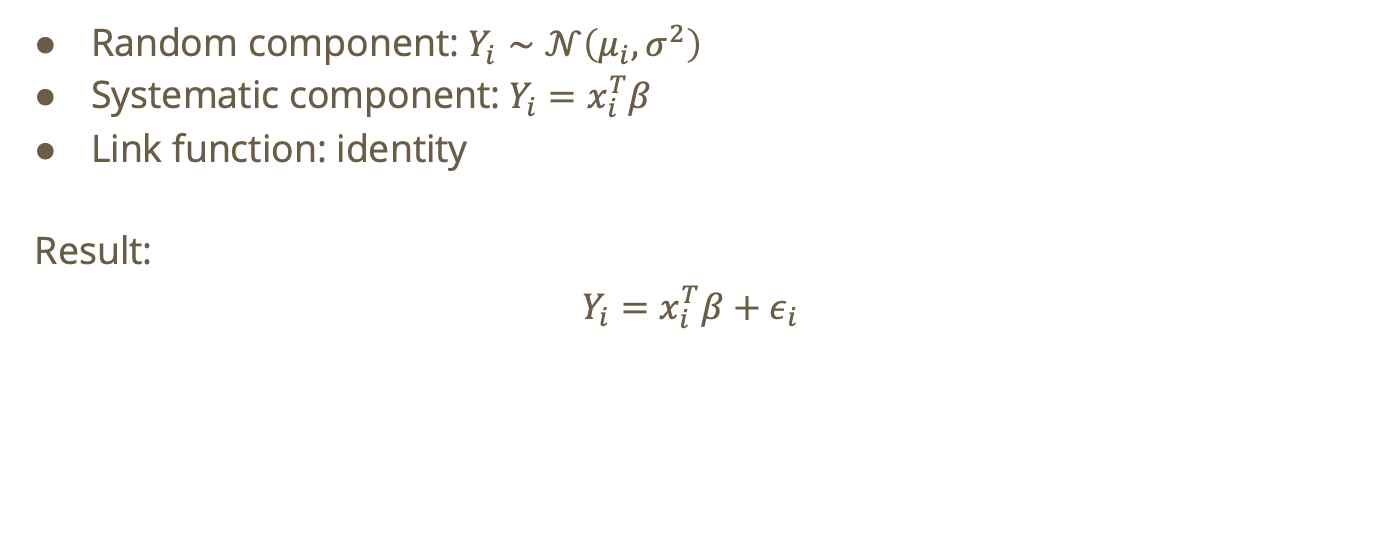 ● Random component: 𝑌ᵢ ~ 𝒩(𝜇ᵢ, 𝜎²)
● Systematic component: 𝑌ᵢ = 𝑥ᵢᵀ𝛽
● Link function: identity
Result:
𝑌ᵢ = 𝑥ᵢᵀ𝛽 + 𝜖ᵢ